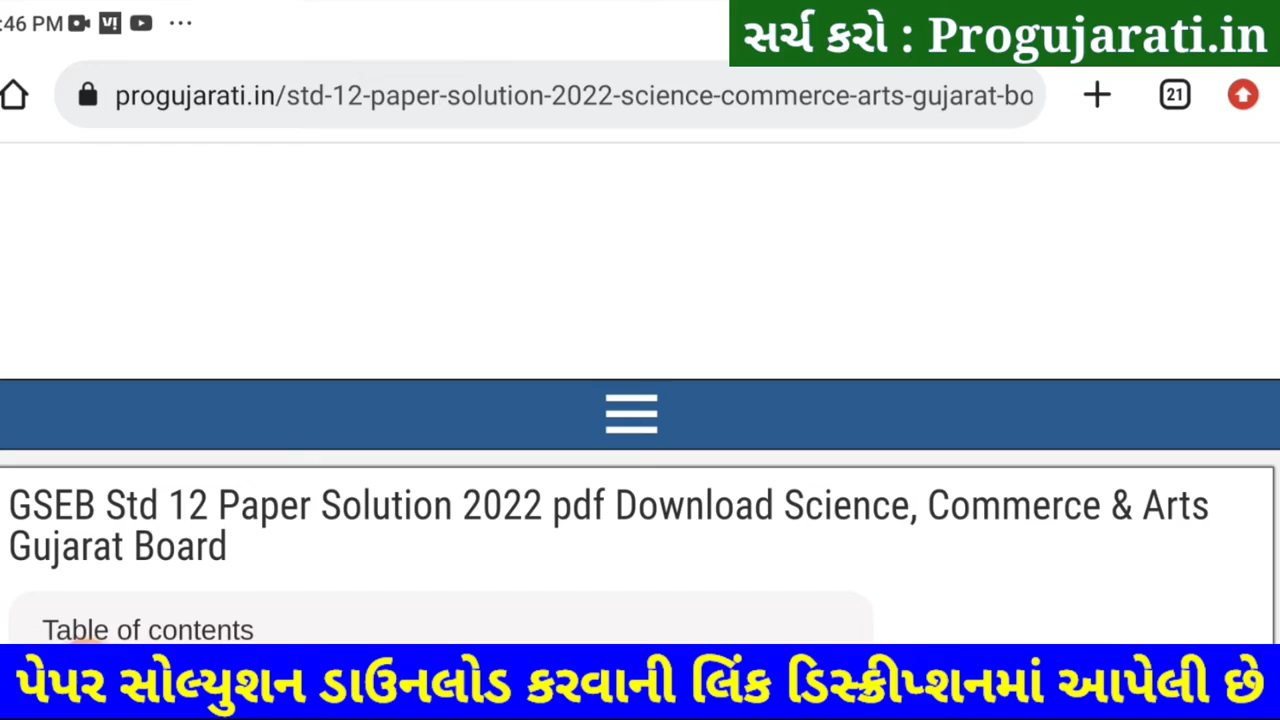 :46 PM
સર્ચ કરો : Progujarati.in
progujarati.in/std-12-paper-solution-2022-science-commerce-arts-gujarat-bo
21
GSEB Std 12 Paper Solution 2022 pdf Download Science, Commerce & Arts
Gujarat Board
Table of contents
પેપર સોલ્યુશન ડાઉનલોડ કરવાની લિંક ડિસ્ક્રીપ્શનમાં આપેલી છે